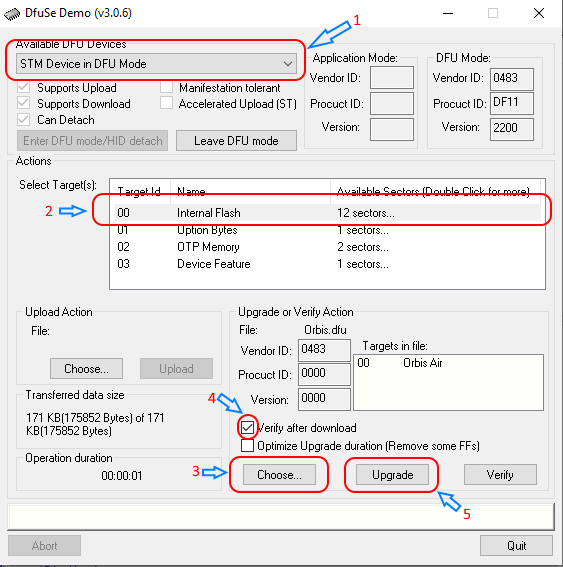 DfuSe Demo (v3.0.6)
1
Available DFU Devices
STM Device in DFU Mode
Supports Upload
Manifestation tolerant
Supports Download
Accelerated Upload (ST)
Can Detach
Enter DFU mode/HID detach
Leave DFU mode
Application Mode:
Vendor ID:
Procuct ID:
Version:
DFU Mode:
Vendor ID: 0483
Procuct ID: DF11
Version: 2200
Actions
Select Target(s):
Target Id Name Available Sectors (Double Click for more)
2
00 Internal Flash 12 sectors...
01 Option Bytes 1 sectors...
02 OTP Memory 2 sectors...
03 Device Feature 1 sectors...
Upload Action
File:
Choose... Upload
Transferred data size
171 KB(175852 Bytes) of 171
KB(175852 Bytes)
Operation duration
00:00:01
Upgrade or Verify Action
File: Orbis.dfu
Vendor ID: 0483
Procuct ID: 0000
Version: 0000
Targets in file:
00 Orbis Air
4
Verify after download
Optimize Upgrade duration (Remove some FFs)
3
Choose... Upgrade Verify
5
Abort Quit